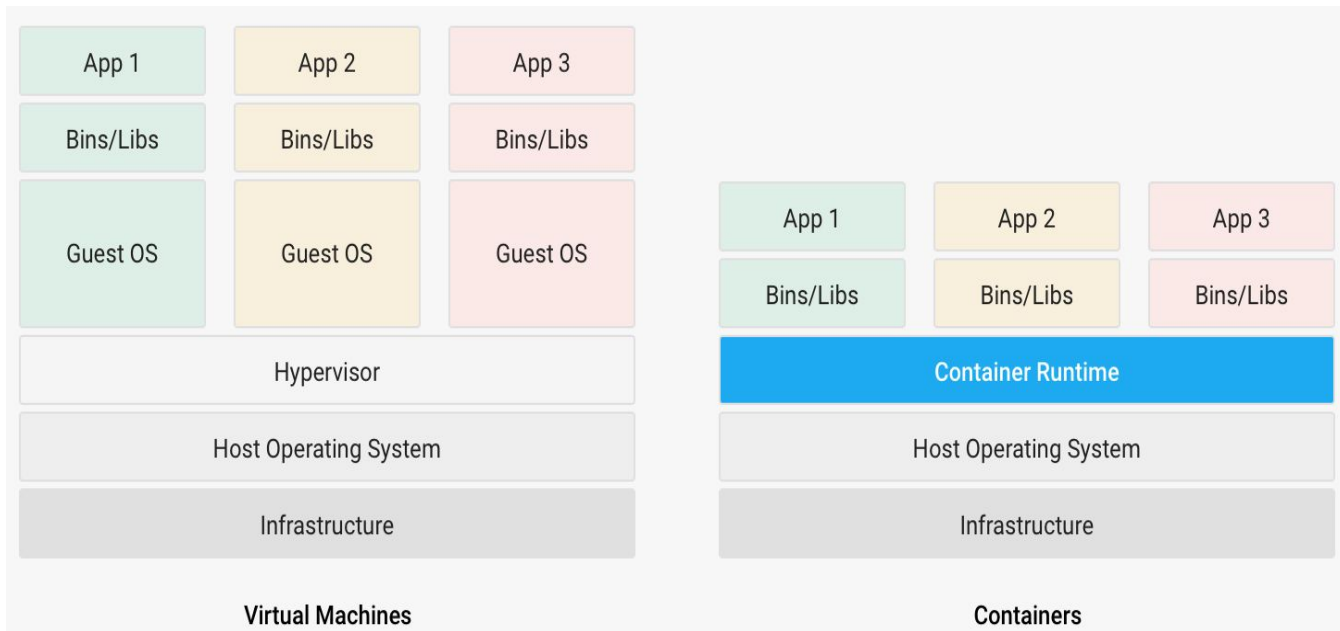 App 1
App 2
App 3
Bins/Libs
Bins/Libs
Bins/Libs
Guest OS
Guest OS
Guest OS
Hypervisor
Host Operating System
Infrastructure
Virtual Machines
App 1
App 2
App 3
Bins/Libs
Bins/Libs
Bins/Libs
Container Runtime
Host Operating System
Infrastructure
Containers